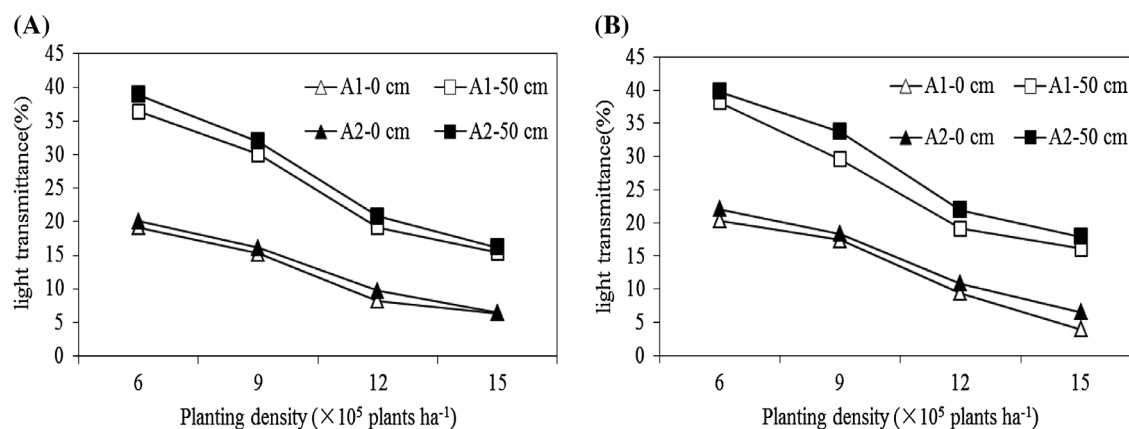 (A)
45
40
35
30
25
20
15
10
5
0
light transmittance(%)
A1-0 cm
A1-50 cm
A2-0 cm
A2-50 cm
6 9 12 15
Planting density (×10⁵ plants ha⁻¹)
(B)
45
40
35
30
25
20
15
10
5
0
light transmittance(%)
A1-0 cm
A1-50 cm
A2-0 cm
A2-50 cm
6 9 12 15
Planting density (×10⁵ plants ha⁻¹)